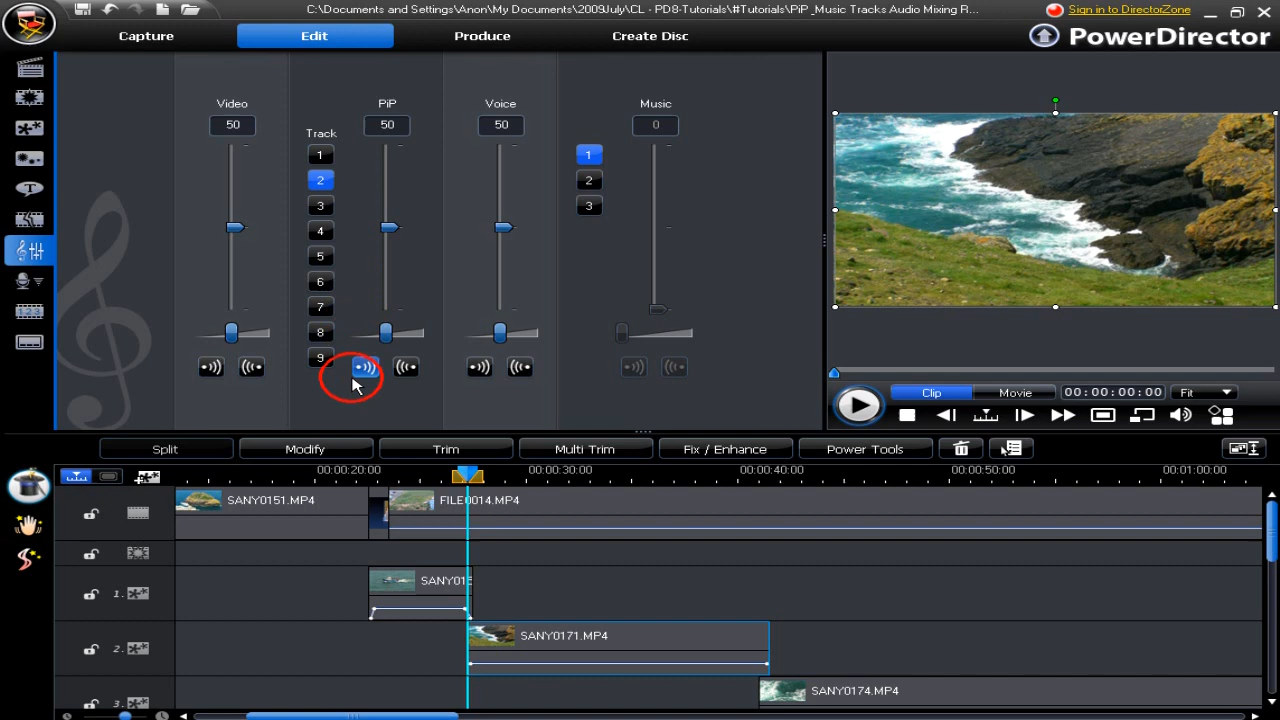 C:\Documents and Settings\Anon\My Documents\2009July\CL - PD8-Tutorials\#Tutorials\PiP_Music Tracks Audio Mixing R...
Sign in to DirectorZone
Capture
Edit
Produce
Create Disc
PowerDirector
Video
PiP
Voice
Music
50
50
50
0
Track
1
2
3
4
5
6
7
8
9
1
2
3
Clip
Movie
00:00:00:00
Fit
Split
Modify
Trim
Multi Trim
Fix / Enhance
Power Tools
00:00:20:00
00:00:30:00
00:00:40:00
00:00:50:00
00:01:00:00
SANY0151.MP4
FILE0014.MP4
1.
2.
SANY0171.MP4
3.
SANY0174.MP4